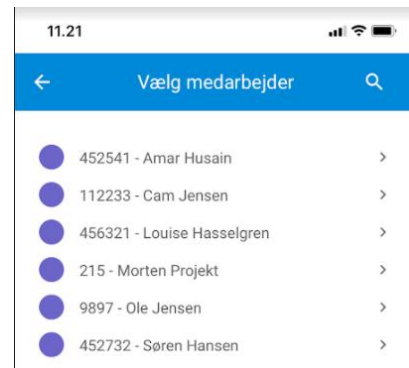 11.21
Vælg medarbejder
452541 - Amar Husain
112233 - Cam Jensen
456321 - Louise Hasselgren
215 - Morten Projekt
9897 - Ole Jensen
452732 - Søren Hansen